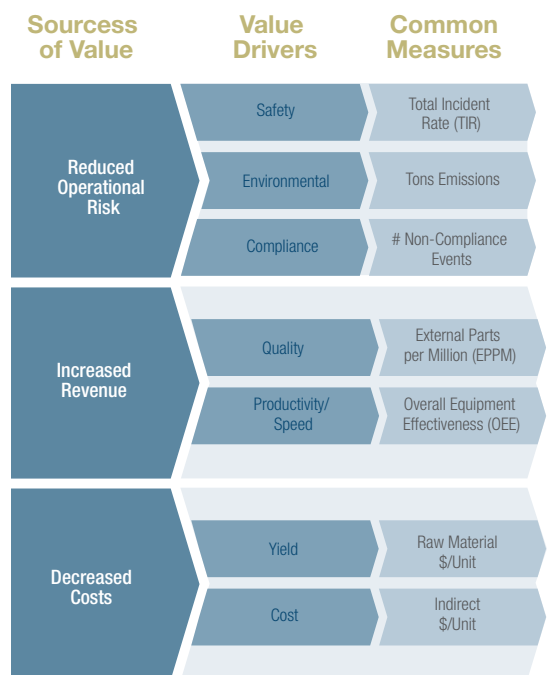 Sourcess
of Value
Value
Drivers
Common
Measures
Reduced
Operational
Risk
Safety
Total Incident
Rate (TIR)
Environmental
Tons Emissions
Compliance
# Non-Compliance
Events
Increased
Revenue
Quality
External Parts
per Million (EPPM)
Productivity/
Speed
Overall Equipment
Effectiveness (OEE)
Decreased
Costs
Yield
Raw Material
$/Unit
Cost
Indirect
$/Unit